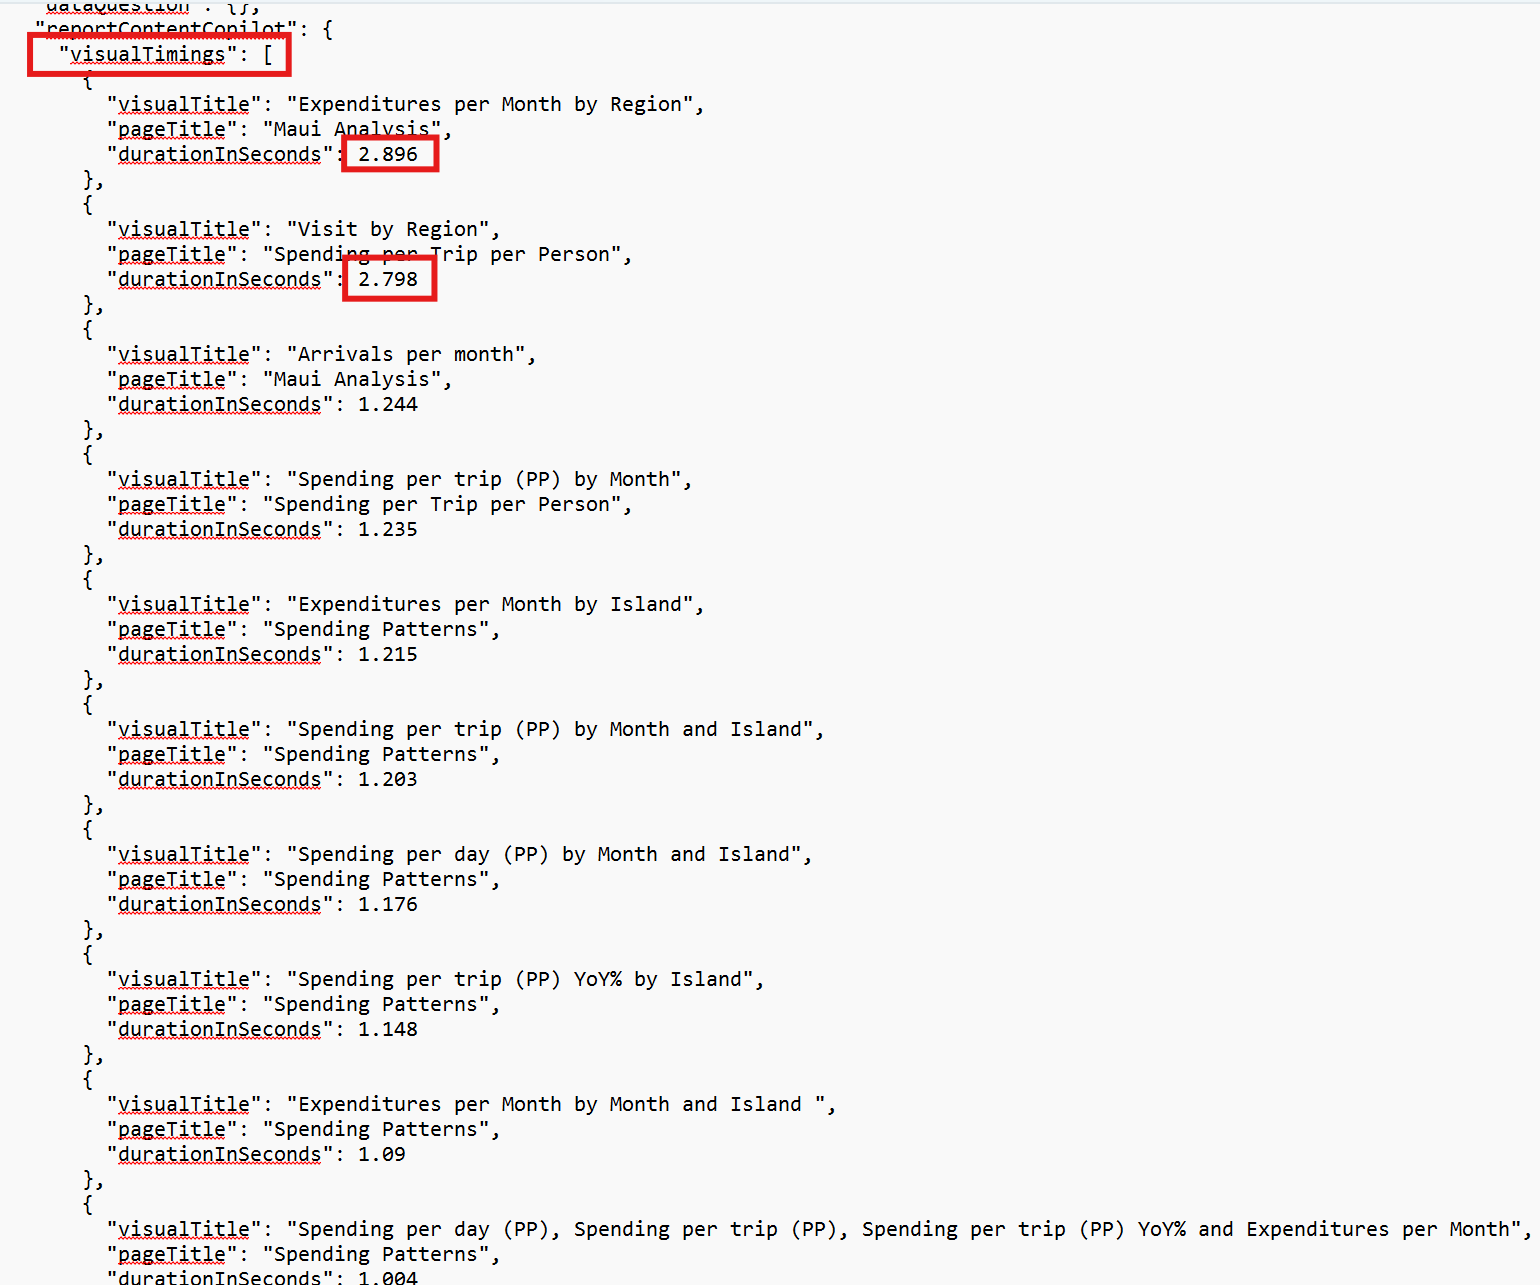 "dataQuestion": {},
"reportContentCopilot": {
"visualTimings": [
{
"visualTitle": "Expenditures per Month by Region",
"pageTitle": "Maui Analysis",
"durationInSeconds": 2.896
},
{
"visualTitle": "Visit by Region",
"pageTitle": "Spending per Trip per Person",
"durationInSeconds": 2.798
},
{
"visualTitle": "Arrivals per month",
"pageTitle": "Maui Analysis",
"durationInSeconds": 1.244
},
{
"visualTitle": "Spending per trip (PP) by Month",
"pageTitle": "Spending per Trip per Person",
"durationInSeconds": 1.235
},
{
"visualTitle": "Expenditures per Month by Island",
"pageTitle": "Spending Patterns",
"durationInSeconds": 1.215
},
{
"visualTitle": "Spending per trip (PP) by Month and Island",
"pageTitle": "Spending Patterns",
"durationInSeconds": 1.203
},
{
"visualTitle": "Spending per day (PP) by Month and Island",
"pageTitle": "Spending Patterns",
"durationInSeconds": 1.176
},
{
"visualTitle": "Spending per trip (PP) YoY% by Island",
"pageTitle": "Spending Patterns",
"durationInSeconds": 1.148
},
{
"visualTitle": "Expenditures per Month by Month and Island ",
"pageTitle": "Spending Patterns",
"durationInSeconds": 1.09
},
{
"visualTitle": "Spending per day (PP), Spending per trip (PP), Spending per trip (PP) YoY% and Expenditures per Month",
"pageTitle": "Spending Patterns",
"durationInSeconds": 1.004